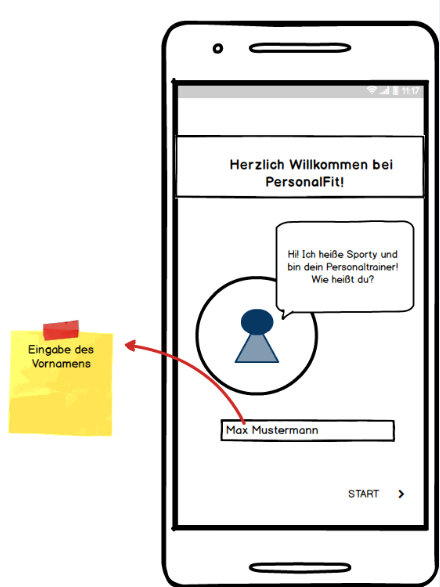 11:17
Herzlich Willkommen bei
PersonalFit!
Hi! Ich heiße Sporty und
bin dein Personaltrainer!
Wie heißt du?
Eingabe des
Vornamens
Max Mustermann
START